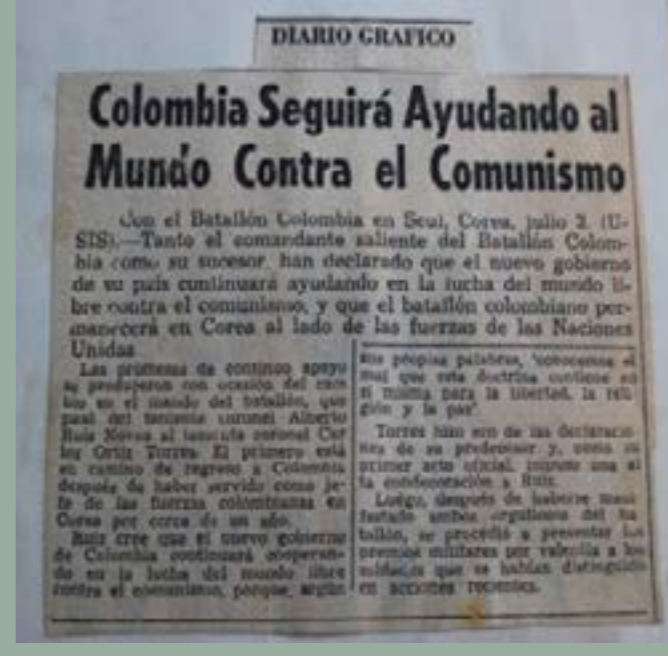 DIARIO GRAFICO
Colombia Seguirá Ayudando al
Mundo Contra el Comunismo
Con el Batallón Colombia en Seul, Corea, julio 2. (U-
SIS).—Tanto el comandante saliente del Batallón Colom-
bia como su sucesor, han declarado que el nuevo gobierno
de su país continuará ayudando en la lucha del mundo li-
bre contra el comunismo, y que el batallón colombiano per-
manecerá en Corea al lado de las fuerzas de las Naciones
Unidas
Las promesas de continuo apoyo
se produjeron con ocasión del cam
bio en el mando del batallón, que
pasó del teniente coronel Alberto
Ruiz Novoa al teniente coronel Car
los Ortiz Torres. El primero está
en camino de regreso a Colombia
después de haber servido como je-
fe de las fuerzas colombianas en
Corea por cerca de un año.
Ruiz cree que el nuevo gobierno
de Colombia continuará cooperan-
do en la lucha del mundo libre
contra el comunismo, porque, según
sus propias palabras, "conocemos el
mal que esta doctrina contiene en
si misma para la libertad, la reli
gión y la paz".
Torres hizo eco de las declaracio
nes de su predecesor y, como su
primer acto oficial, impuso una al
ta condecoración a Ruiz.
Luego, después de haberse mani
festado ambos orgullosos del ba
tallón, se procedió a presentar los
premios militares por valentía a los
soldados que se habían distinguido
en acciones recientes.